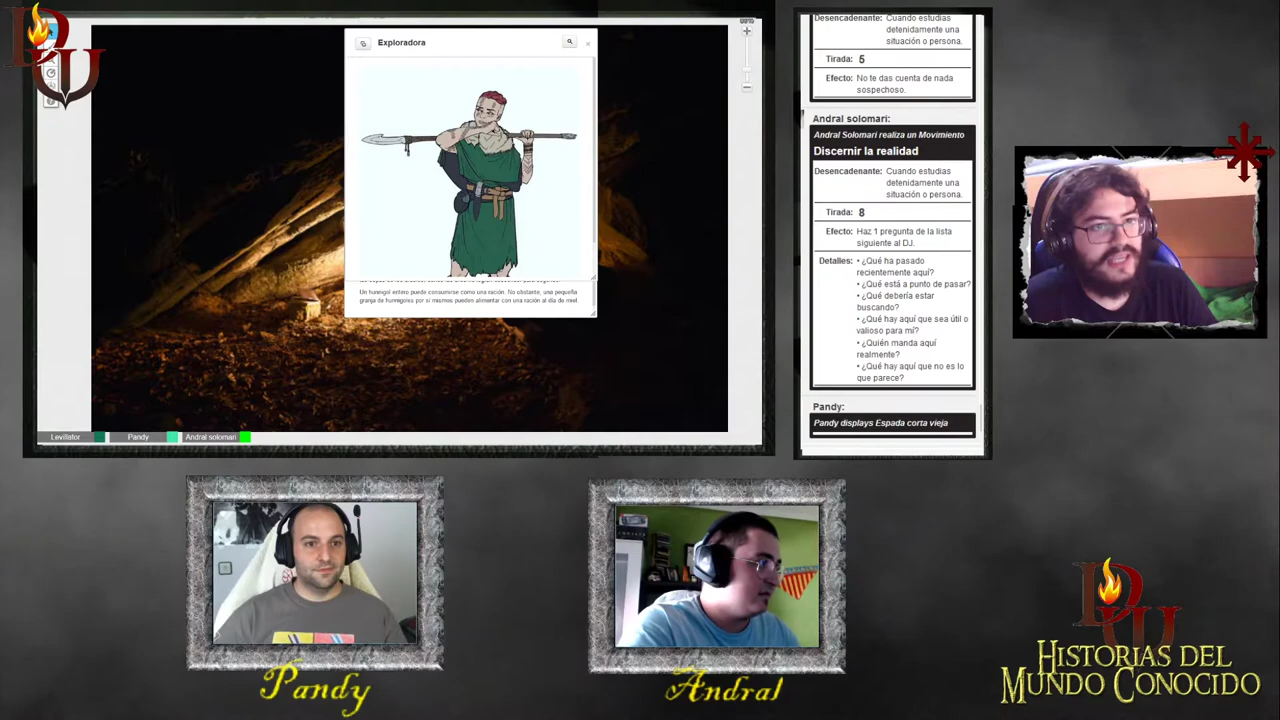 DU
Exploradora
Un hunnigol entero puede consumirse como una ración. No obstante, una pequeña
granja de hunnigolos por sí mismos pueden alimentar con una ración al día de miel.
Levillator
Pandy
Andral solomari
Desencadenante: Cuando estudias
detenidamente una
situación o persona.
Tirada: 5
Efecto: No te das cuenta de nada
sospechoso.
Andral solomari:
Andral Solomari realiza un Movimiento
Discernir la realidad
Desencadenante: Cuando estudias
detenidamente una
situación o persona.
Tirada: 8
Efecto: Haz 1 pregunta de la lista
siguiente al DJ.
Detalles: • ¿Qué ha pasado
recientemente aquí?
• ¿Qué está a punto de pasar?
• ¿Qué debería estar
buscando?
• ¿Qué hay aquí que sea útil o
valioso para mí?
• ¿Quién manda aquí
realmente?
• ¿Qué hay aquí que no es lo
que parece?
Pandy:
Pandy displays Espada corta vieja
Pandy
Andral
DU
Historias del
Mundo Conocido